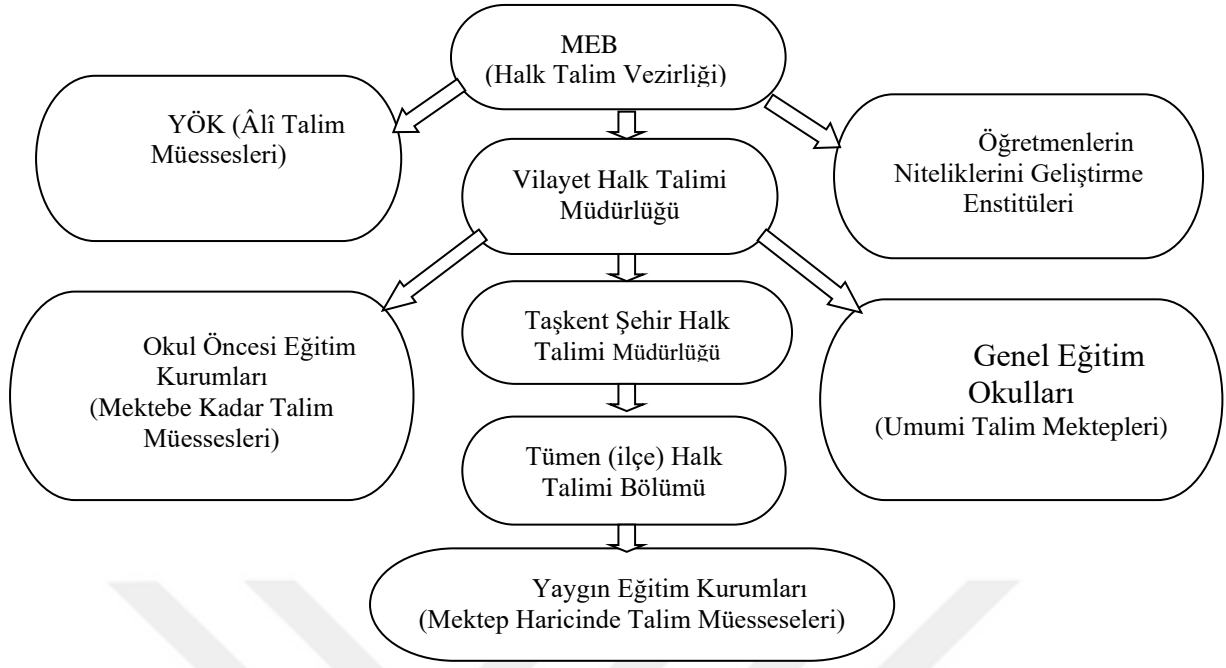 MEB
(Halk Talim Vezirliği)
YÖK (Âlî Talim
Müessesleri)
Öğretmenlerin
Niteliklerini Geliştirme
Enstitüleri
Vilayet Halk Talimi
Müdürlüğü
Okul Öncesi Eğitim
Kurumları
(Mektebe Kadar Talim
Müessesleri)
Taşkent Şehir Halk
Talimi Müdürlüğü
Genel Eğitim
Okulları
(Umumi Talim Mektepleri)
Tümen (ilçe) Halk
Talimi Bölümü
Yaygın Eğitim Kurumları
(Mektep Haricinde Talim Müesseseleri)